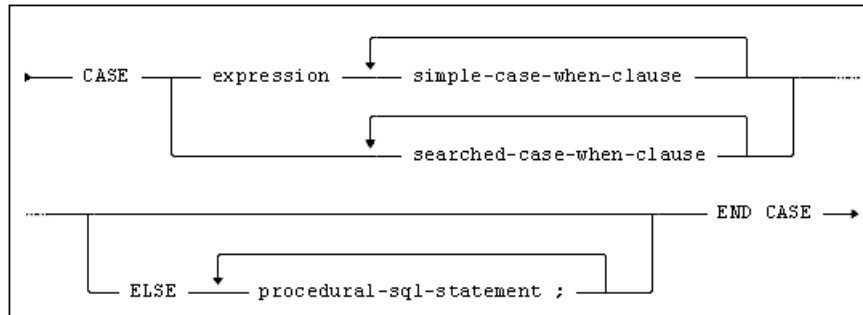 CASE expression simple-case-when-clause
searched-case-when-clause
END CASE
ELSE procedural-sql-statement ;